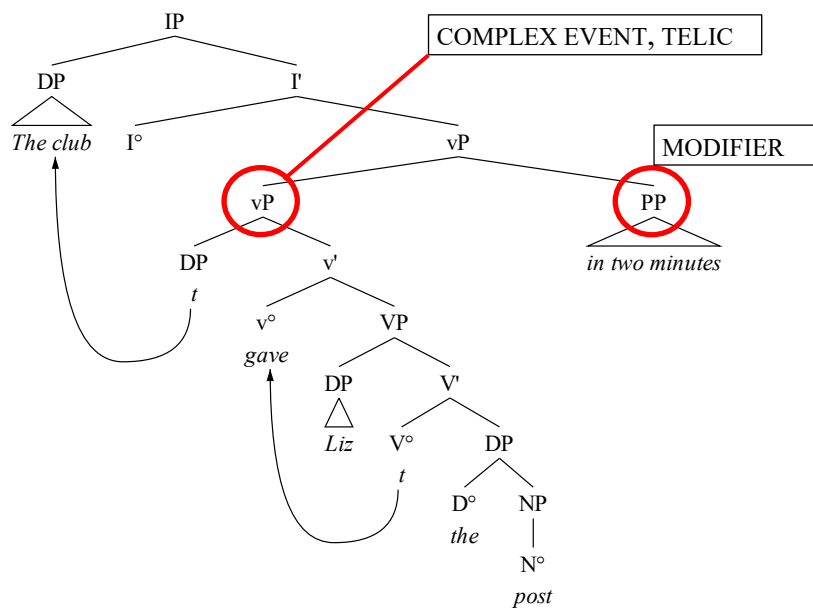 IP
COMPLEX EVENT, TELIC
DP I'
The club I° vP
MODIFIER
vP PP
DP v' in two minutes
t
v° VP
gave
DP V'
Liz V° DP
t
D° NP
the
N°
post